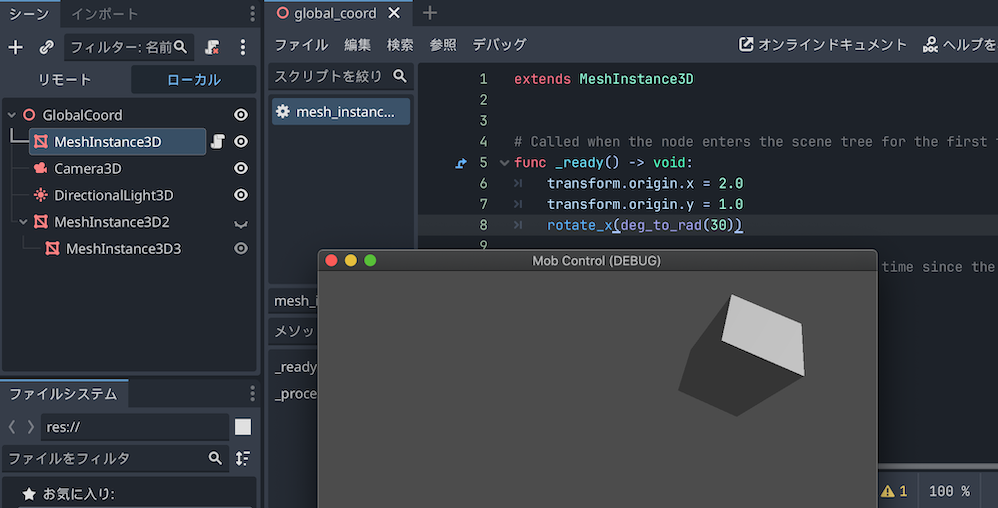 シーン
インポート
フィルター: 名前
リモート
ローカル
GlobalCoord
MeshInstance3D
Camera3D
DirectionalLight3D
MeshInstance3D2
MeshInstance3D3
ファイルシステム
res://
ファイルをフィルタ
お気に入り:
global_coord
ファイル 編集 検索 参照 デバッグ
オンラインドキュメント ヘルプを
スクリプトを絞り
mesh_instanc...
mesh_i
メソッ
_ready
_proce
1 extends MeshInstance3D
2
3
4 # Called when the node enters the scene tree for the first
5 func _ready() -> void:
6 transform.origin.x = 2.0
7 transform.origin.y = 1.0
8 rotate_x(deg_to_rad(30))
9
time since the
Mob Control (DEBUG)
1 100 %